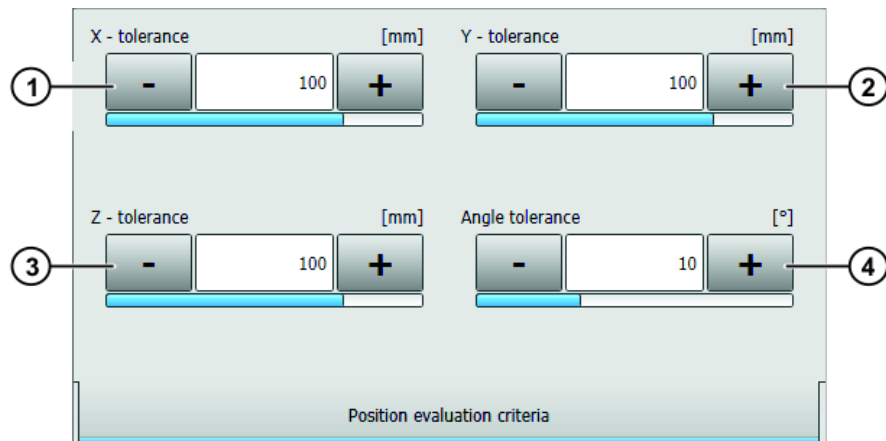 X - tolerance [mm] Y - tolerance [mm]
1 - 100 + - 100 + 2
Z - tolerance [mm] Angle tolerance [°]
3 - 100 + - 10 + 4
Position evaluation criteria